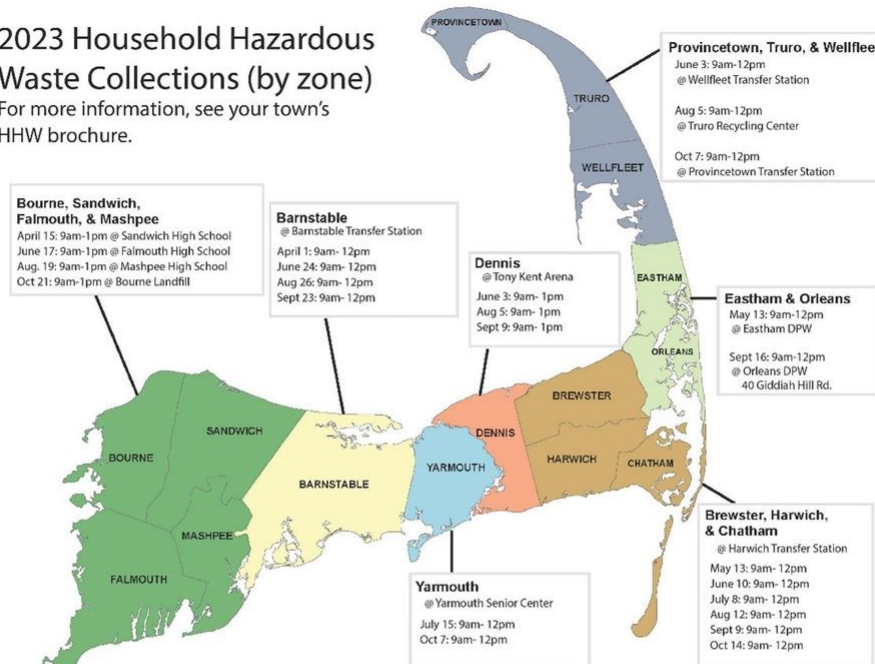 2023 Household Hazardous
Waste Collections (by zone)
For more information, see your town's
HHW brochure.
PROVINCETOWN
TRURO
WELLFLEET
Provincetown, Truro, & Wellflee
June 3: 9am-12pm
@ Wellfleet Transfer Station
Aug 5: 9am-12pm
@ Truro Recycling Center
Oct 7: 9am-12pm
@ Provincetown Transfer Station
Bourne, Sandwich,
Falmouth, & Mashpee
April 15: 9am-1pm @ Sandwich High School
June 17: 9am-1pm @ Falmouth High School
Aug. 19: 9am-1pm @ Mashpee High School
Oct 21: 9am-1pm @ Bourne Landfill
Barnstable
@ Barnstable Transfer Station
April 1: 9am- 12pm
June 24: 9am- 12pm
Aug 26: 9am- 12pm
Sept 23: 9am- 12pm
Dennis
@ Tony Kent Arena
June 3: 9am- 1pm
Aug 5: 9am- 1pm
Sept 9: 9am- 1pm
EASTHAM
ORLEANS
Eastham & Orleans
May 13: 9am-12pm
@ Eastham DPW
Sept 16: 9am-12pm
@ Orleans DPW
40 Giddiah Hill Rd.
BOURNE
SANDWICH
MASHPEE
FALMOUTH
BARNSTABLE
YARMOUTH
DENNIS
BREWSTER
HARWICH
CHATHAM
Yarmouth
@ Yarmouth Senior Center
July 15: 9am- 12pm
Oct 7: 9am- 12pm
Brewster, Harwich,
& Chatham
@ Harwich Transfer Station
May 13: 9am- 12pm
June 10: 9am- 12pm
July 8: 9am- 12pm
Aug 12: 9am- 12pm
Sept 9: 9am- 12pm
Oct 14: 9am- 12pm